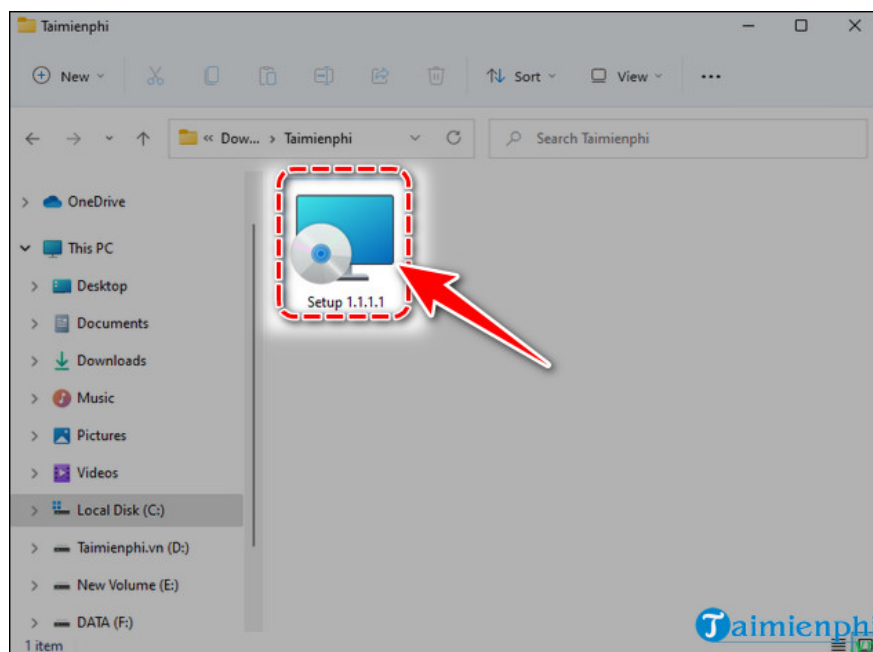 Taimienphi
New Sort View ...
« Dow... > Taimienphi Search Taimienphi
OneDrive
This PC
Desktop
Documents
Downloads
Music
Pictures
Videos
Local Disk (C:)
Taimienphi.vn (D:)
New Volume (E:)
DATA (F:)
1 item
Setup 1.1.1.1
Taimienph